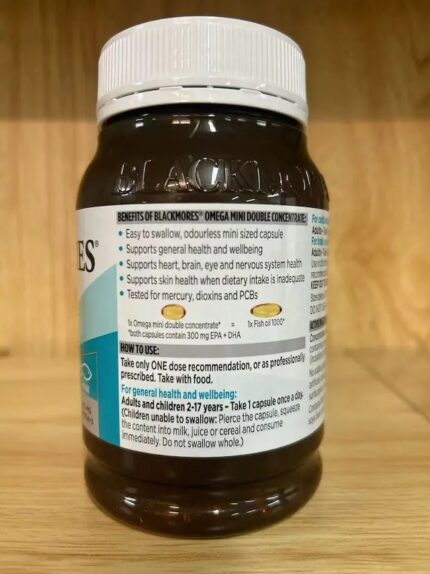 BLACKMO
ES®
BENEFITS OF BLACKMORES® OMEGA MINI DOUBLE CONCENTRATE:
• Easy to swallow, odourless mini sized capsule
• Supports general health and wellbeing
• Supports heart, brain, eye and nervous system health
• Supports skin health when dietary intake is inadequate
• Tested for mercury, dioxins and PCBs
1x Omega mini double concentrate* = 1x Fish oil 1000*
*both capsules contain 300 mg EPA + DHA
HOW TO USE:
Take only ONE dose recommendation, or as professionally
prescribed. Take with food.
For general health and wellbeing:
Adults and children 2-17 years – Take 1 capsule once a day.
(Children unable to swallow: Pierce the capsule, squeeze
the content into milk, juice or cereal and consume
immediately. Do not swallow whole.)